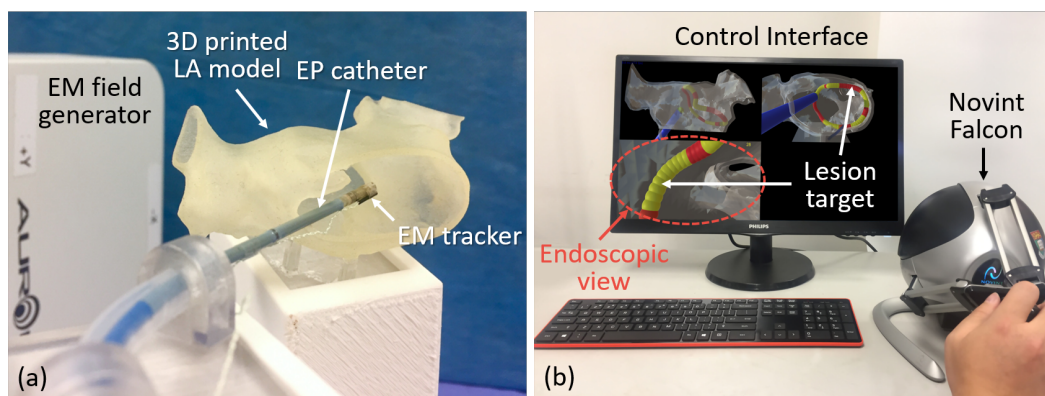 3D printed
LA model
EP catheter
EM field
generator
+Y
AURO
EM tracker
(a)
Control Interface
Novint
Falcon
Lesion
target
PHILIPS
Endoscopic
view
(b)